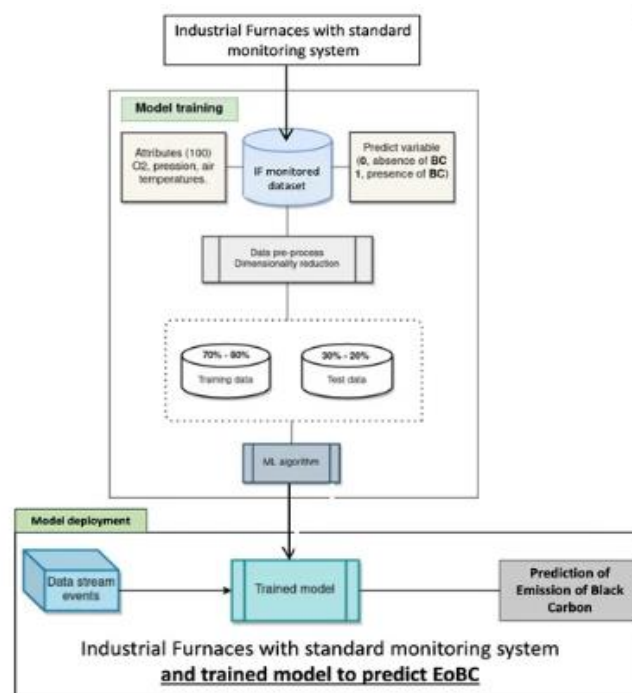 Industrial Furnaces with standard
monitoring system
Model training
Attributes (100)
O2, pression, air
temperatures.
IF monitored
dataset
Predict variable
(0, absence of BC
1, presence of BC)
Data pre-process
Dimensionality reduction
70% - 80%
Training data
30% - 20%
Test data
ML algorithm
Model deployment
Data stream
events
Trained model
Prediction of
Emission of Black
Carbon
Industrial Furnaces with standard monitoring system
and trained model to predict EoBC